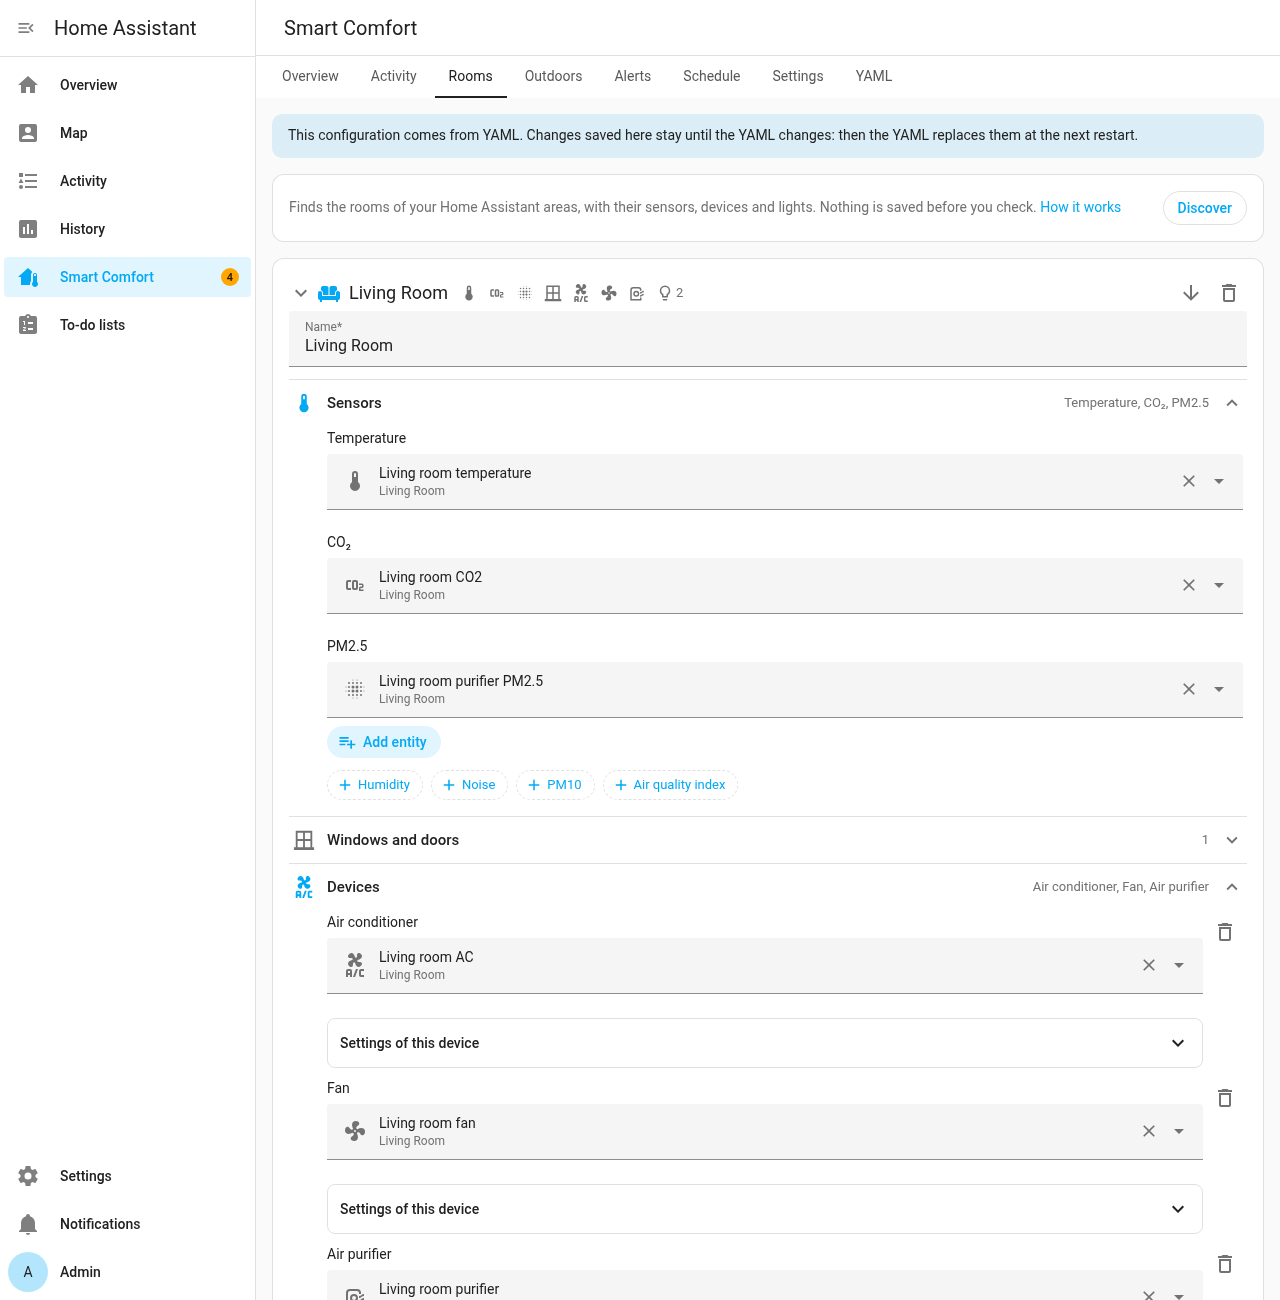 Home Assistant
Smart Comfort
Overview
Activity
Rooms
Outdoors
Alerts
Schedule
Settings
YAML
Overview
Map
Activity
History
Smart Comfort
4
To-do lists
Settings
Notifications
A
Admin
This configuration comes from YAML. Changes saved here stay until the YAML changes: then the YAML replaces them at the next restart.
Finds the rooms of your Home Assistant areas, with their sensors, devices and lights. Nothing is saved before you check. How it works
Discover
Living Room
CO₂
A/C
2
Name*
Living Room
Sensors
Temperature, CO₂, PM2.5
Temperature
Living room temperature
Living Room
CO₂
CO₂
Living room CO2
Living Room
PM2.5
Living room purifier PM2.5
Living Room
Add entity
Humidity
Noise
PM10
Air quality index
Windows and doors
1
A/C
Devices
Air conditioner, Fan, Air purifier
Air conditioner
A/C
Living room AC
Living Room
Settings of this device
Fan
Living room fan
Living Room
Settings of this device
Air purifier
Living room purifier